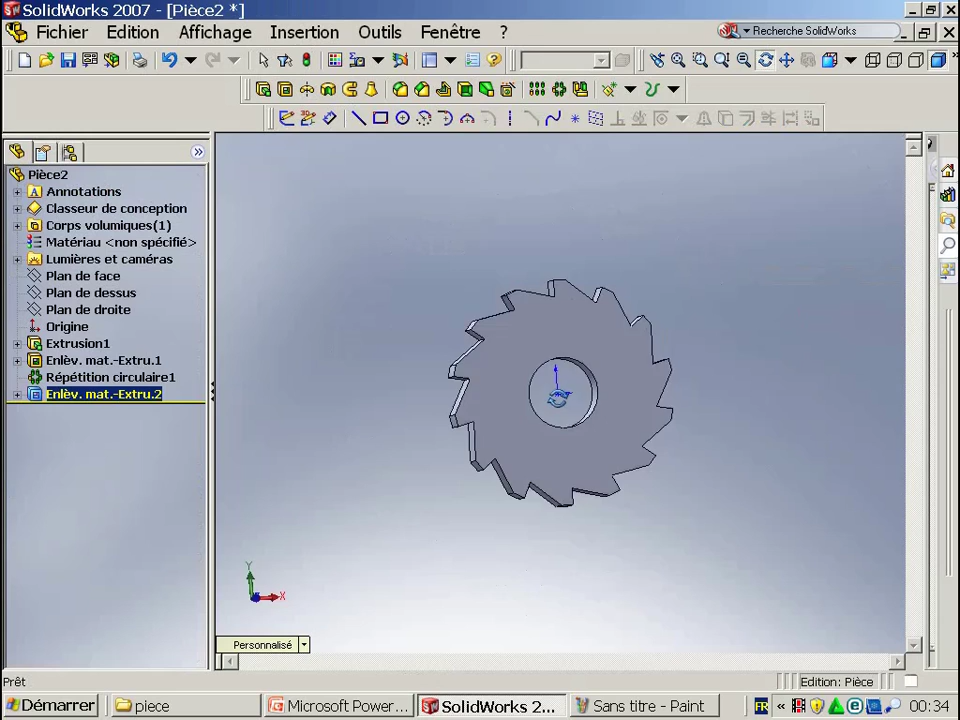 SolidWorks 2007 - [Pièce2 *]
Fichier Edition Affichage Insertion Outils Fenêtre ?
Recherche SolidWorks
Pièce2
Annotations
Classeur de conception
Corps volumiques(1)
Matériau <non spécifié>
Lumières et caméras
Plan de face
Plan de dessus
Plan de droite
Origine
Extrusion1
Enlèv. mat.-Extru.1
Répétition circulaire1
Enlèv. mat.-Extru.2
Y
X
Personnalisé
Prêt
Edition: Pièce
Démarrer
piece
Microsoft Power...
SolidWorks 2...
Sans titre - Paint
FR
00:34